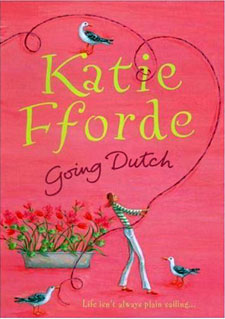 Katie
Fforde
Going Dutch
Life isn't always plain sailing...